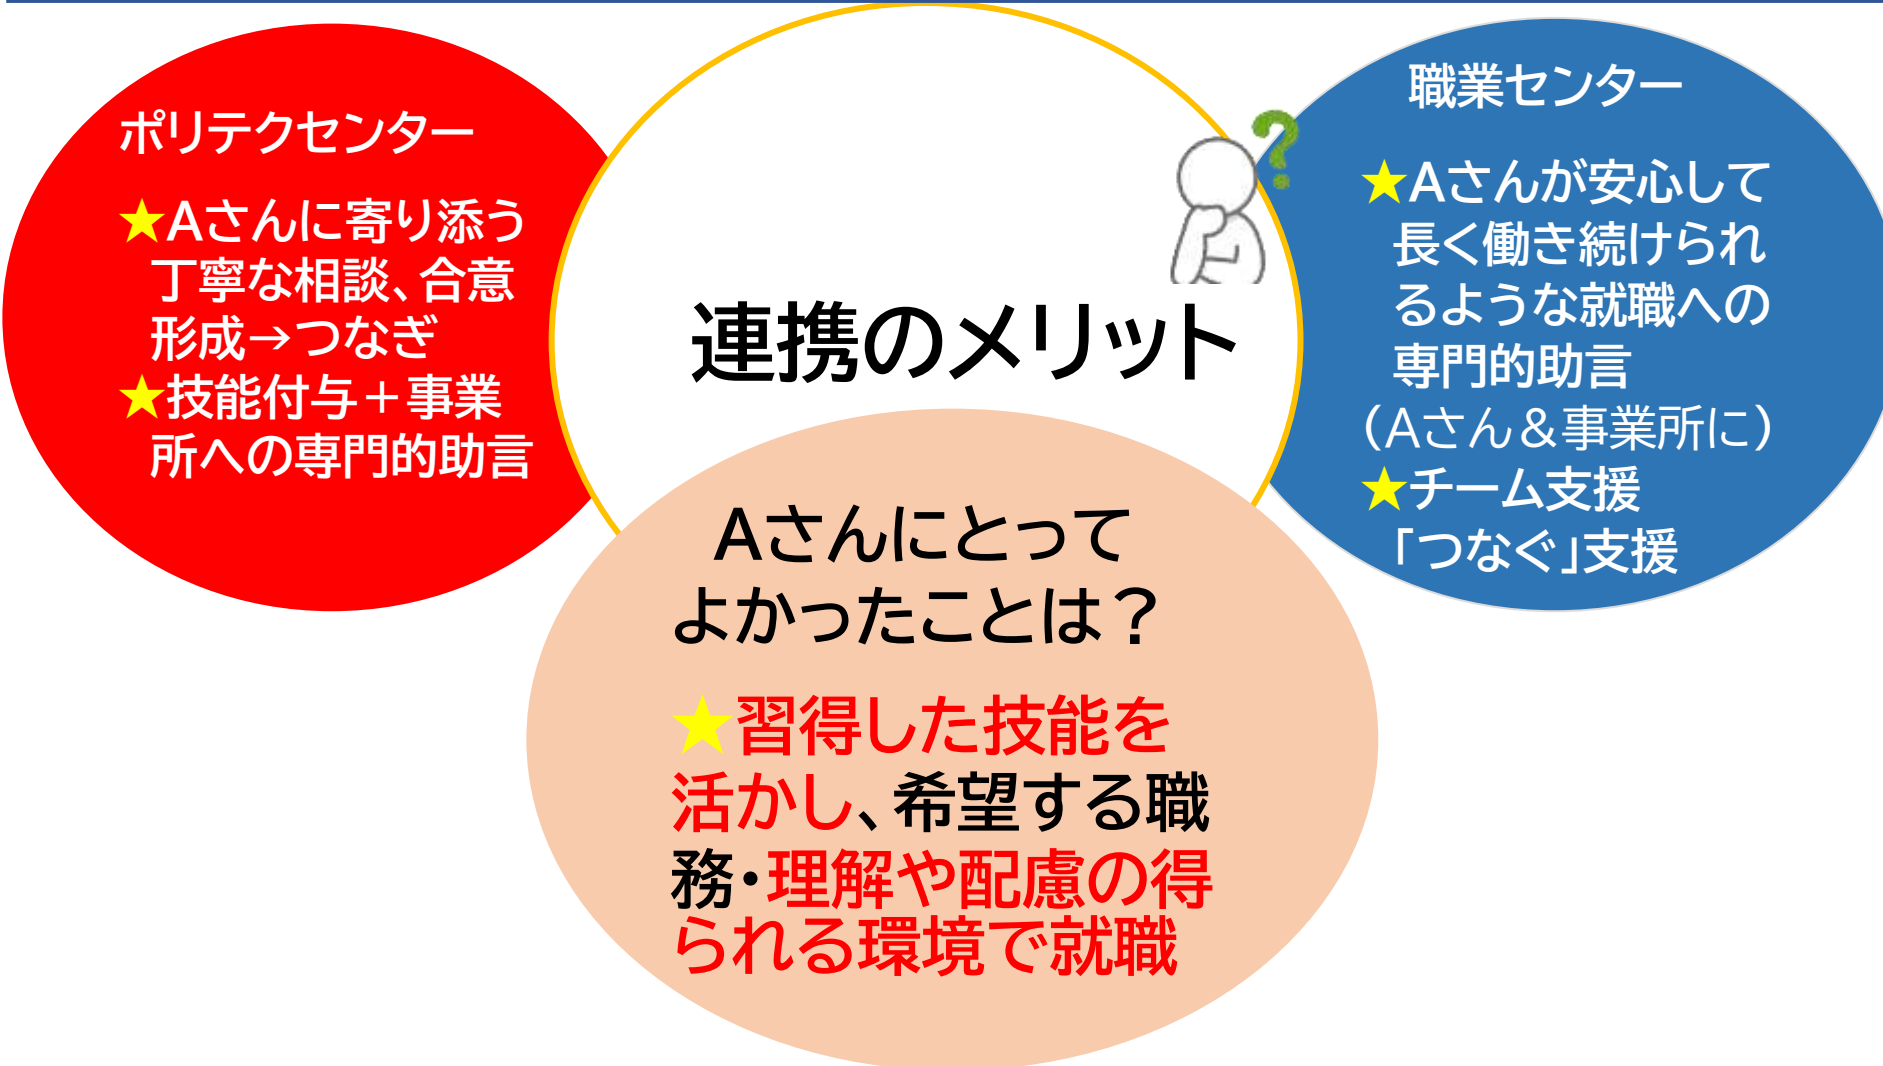 ポリテクセンター
★Aさんに寄り添う
丁寧な相談、合意
形成→つなぎ
★技能付与＋事業
所への専門的助言
連携のメリット
?
職業センター
★Aさんが安心して
長く働き続けられ
るような就職への
専門的助言
（Aさん＆事業所に）
★チーム支援
「つなぐ」支援
Aさんにとって
よかったことは？
★習得した技能を
活かし、希望する職
務・理解や配慮の得
られる環境で就職